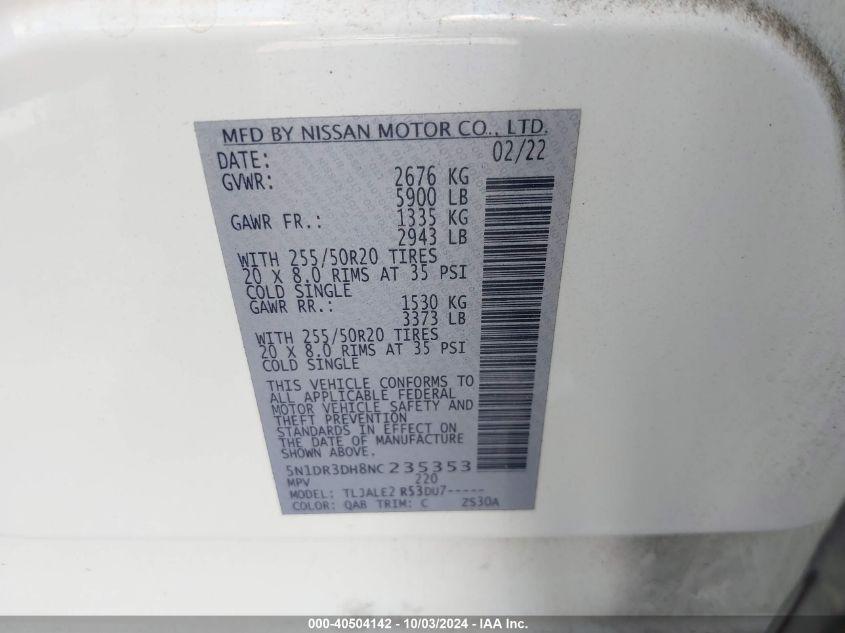 MFD BY NISSAN MOTOR CO., LTD.
DATE: 02/22
GVWR: 2676 KG
5900 LB
GAWR FR.: 1335 KG
2943 LB
WITH 255/50R20 TIRES
20 X 8.0 RIMS AT 35 PSI
COLD SINGLE
GAWR RR.: 1530 KG
3373 LB
WITH 255/50R20 TIRES
20 X 8.0 RIMS AT 35 PSI
COLD SINGLE
THIS VEHICLE CONFORMS TO
ALL APPLICABLE FEDERAL
MOTOR VEHICLE SAFETY AND
THEFT PREVENTION
STANDARDS IN EFFECT ON
THE DATE OF MANUFACTURE
SHOWN ABOVE.
5N1DR3DH8NC235353
MPV 220
MODEL: TLJALE2 R53DU7-----
COLOR: QAB TRIM: C ZS30A
000-40504142 - 10/03/2024 - IAA Inc.